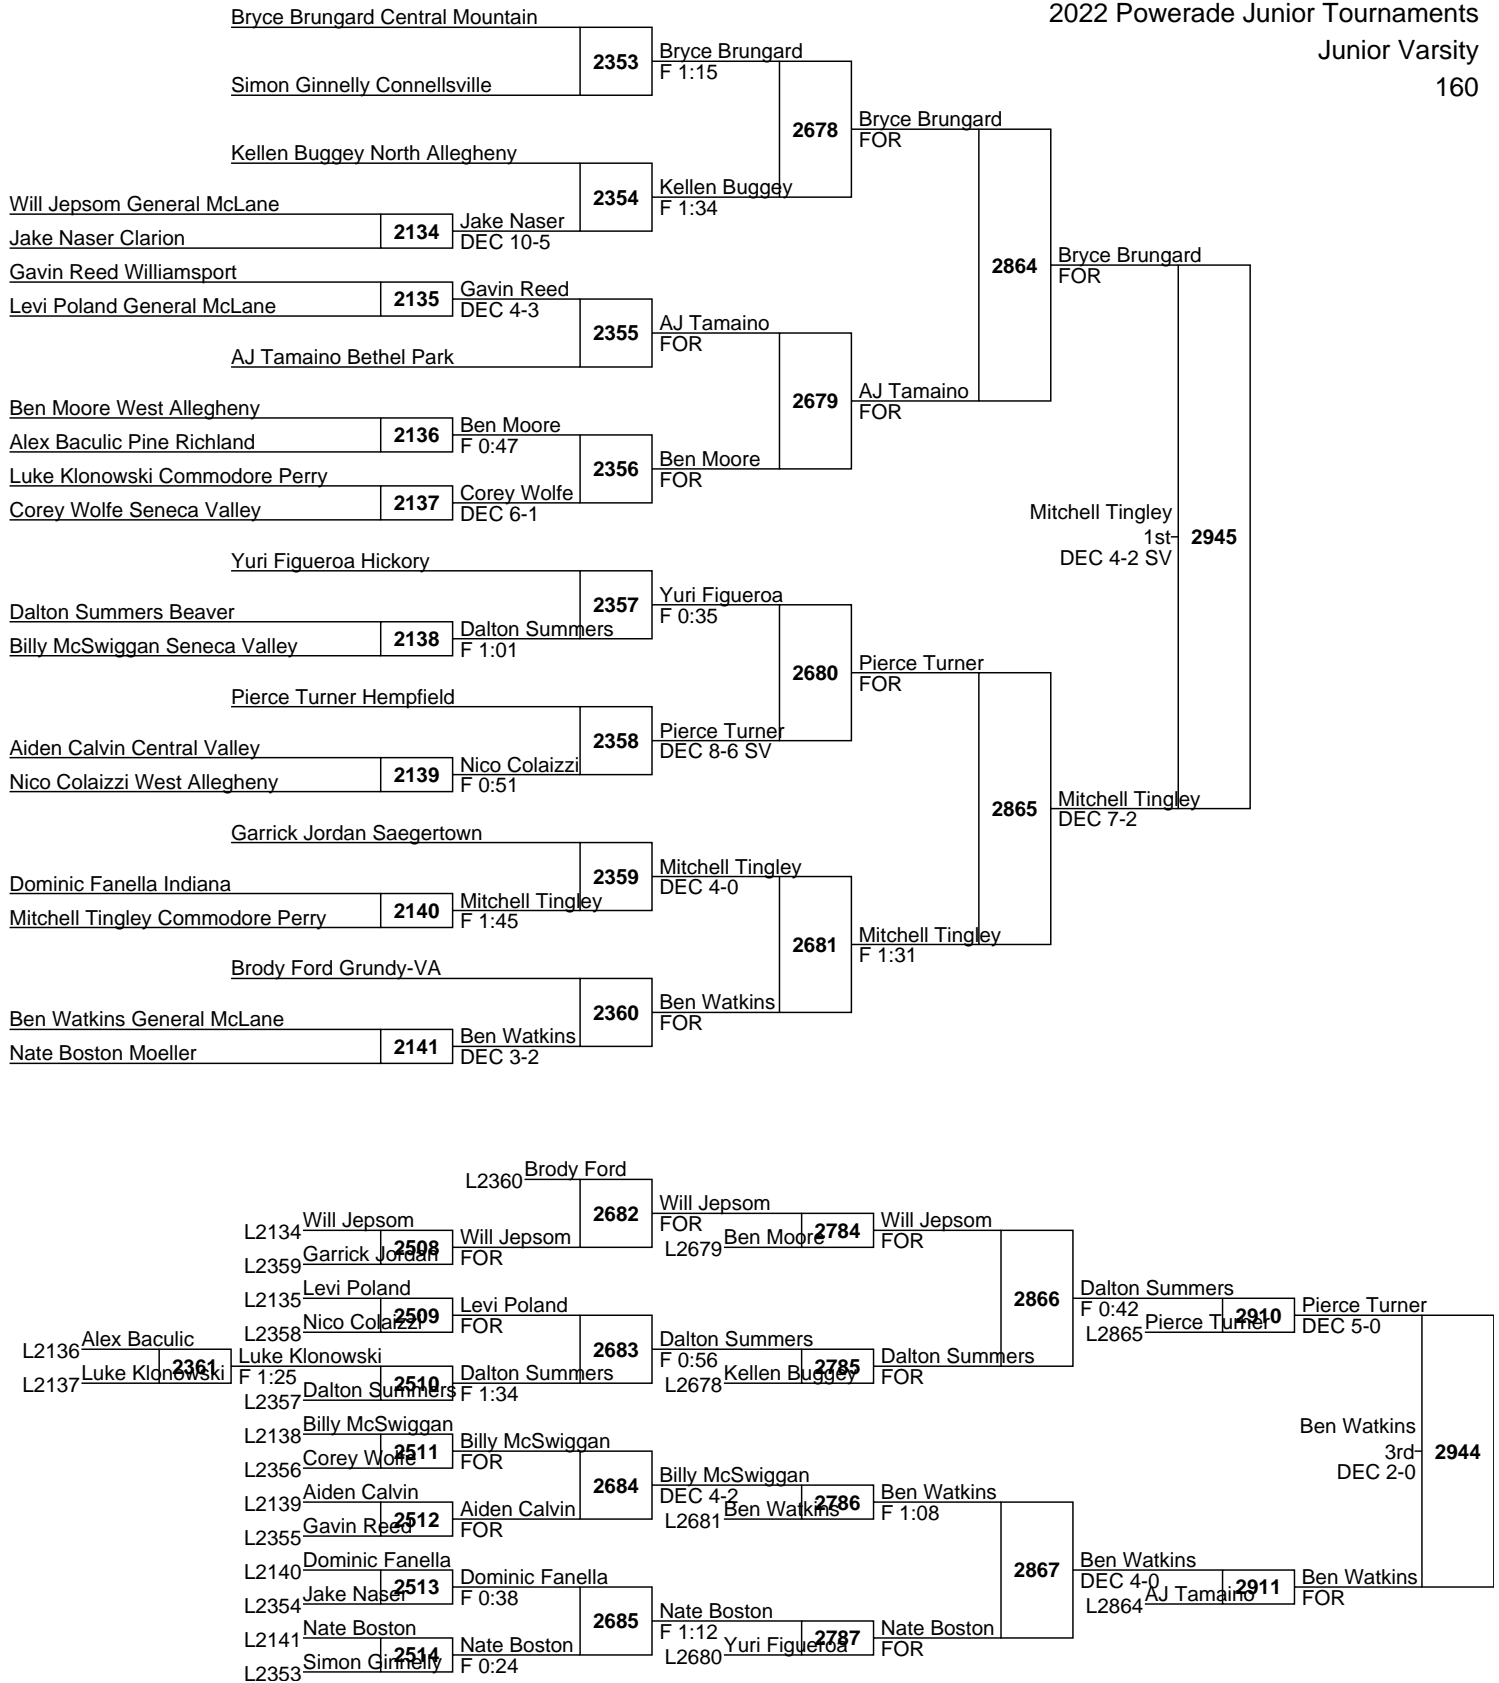 2022 Powerade Junior Tournaments
Junior Varsity
160
Bryce Brungard Central Mountain
2353
Bryce Brungard
F 1:15
Simon Ginnelly Connellsville
2678
Bryce Brungard
FOR
Kellen Buggey North Allegheny
2354
Kellen Buggey
F 1:34
Will Jepsom General McLane
2134
Jake Naser
DEC 10-5
Jake Naser Clarion
2864
Bryce Brungard
FOR
Gavin Reed Williamsport
2135
Gavin Reed
DEC 4-3
Levi Poland General McLane
2355
AJ Tamaino
FOR
AJ Tamaino Bethel Park
2679
AJ Tamaino
FOR
Ben Moore West Allegheny
2136
Ben Moore
F 0:47
Alex Baculic Pine Richland
2356
Ben Moore
FOR
Luke Klonowski Commodore Perry
2137
Corey Wolfe
DEC 6-1
Corey Wolfe Seneca Valley
Mitchell Tingley
1st
2945
DEC 4-2 SV
Yuri Figueroa Hickory
2357
Yuri Figueroa
F 0:35
Dalton Summers Beaver
2138
Dalton Summers
F 1:01
Billy McSwiggan Seneca Valley
2680
Pierce Turner
FOR
Pierce Turner Hempfield
2358
Pierce Turner
DEC 8-6 SV
Aiden Calvin Central Valley
2139
Nico Colaizzi
F 0:51
Nico Colaizzi West Allegheny
2865
Mitchell Tingley
DEC 7-2
Garrick Jordan Saegertown
2359
Mitchell Tingley
DEC 4-0
Dominic Fanella Indiana
2140
Mitchell Tingley
F 1:45
Mitchell Tingley Commodore Perry
2681
Mitchell Tingley
F 1:31
Brody Ford Grundy-VA
2360
Ben Watkins
FOR
Ben Watkins General McLane
2141
Ben Watkins
DEC 3-2
Nate Boston Moeller
L2360 Brody Ford
2682
Will Jepsom
FOR
L2134 Will Jepsom
2508
Will Jepsom
FOR
L2359 Garrick Jordan
L2679 Ben Moore
2784
Will Jepsom
FOR
L2135 Levi Poland
2509
Levi Poland
FOR
L2358 Nico Colaizzi
2866
Dalton Summers
F 0:42
L2865 Pierce Turner
2910
Pierce Turner
DEC 5-0
L2136 Alex Baculic
2361
Luke Klonowski
F 1:25
L2137 Luke Klonowski
2683
Dalton Summers
F 0:56
2510
Dalton Summers
F 1:34
L2357 Dalton Summers
L2678 Kellen Buggey
2785
Dalton Summers
FOR
L2138 Billy McSwiggan
2511
Billy McSwiggan
FOR
L2356 Corey Wolfe
Ben Watkins
3rd
2944
DEC 2-0
2684
Billy McSwiggan
DEC 4-2
L2139 Aiden Calvin
2512
Aiden Calvin
FOR
L2355 Gavin Reed
L2681 Ben Watkins
2786
Ben Watkins
F 1:08
L2140 Dominic Fanella
2513
Dominic Fanella
F 0:38
L2354 Jake Naser
2867
Ben Watkins
DEC 4-0
L2864 AJ Tamaino
2911
Ben Watkins
FOR
2685
Nate Boston
F 1:12
L2141 Nate Boston
2514
Nate Boston
F 0:24
L2353 Simon Ginnelly
L2680 Yuri Figueroa
2787
Nate Boston
FOR